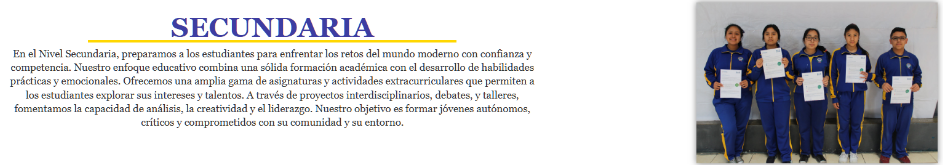 SECUNDARIA
En el Nivel Secundaria, preparamos a los estudiantes para enfrentar los retos del mundo moderno con confianza y
competencia. Nuestro enfoque educativo combina una sólida formación académica con el desarrollo de habilidades
prácticas y emocionales. Ofrecemos una amplia gama de asignaturas y actividades extracurriculares que permiten a
los estudiantes explorar sus intereses y talentos. A través de proyectos interdisciplinarios, debates, y talleres,
fomentamos la capacidad de análisis, la creatividad y el liderazgo. Nuestro objetivo es formar jóvenes autónomos,
críticos y comprometidos con su comunidad y su entorno.